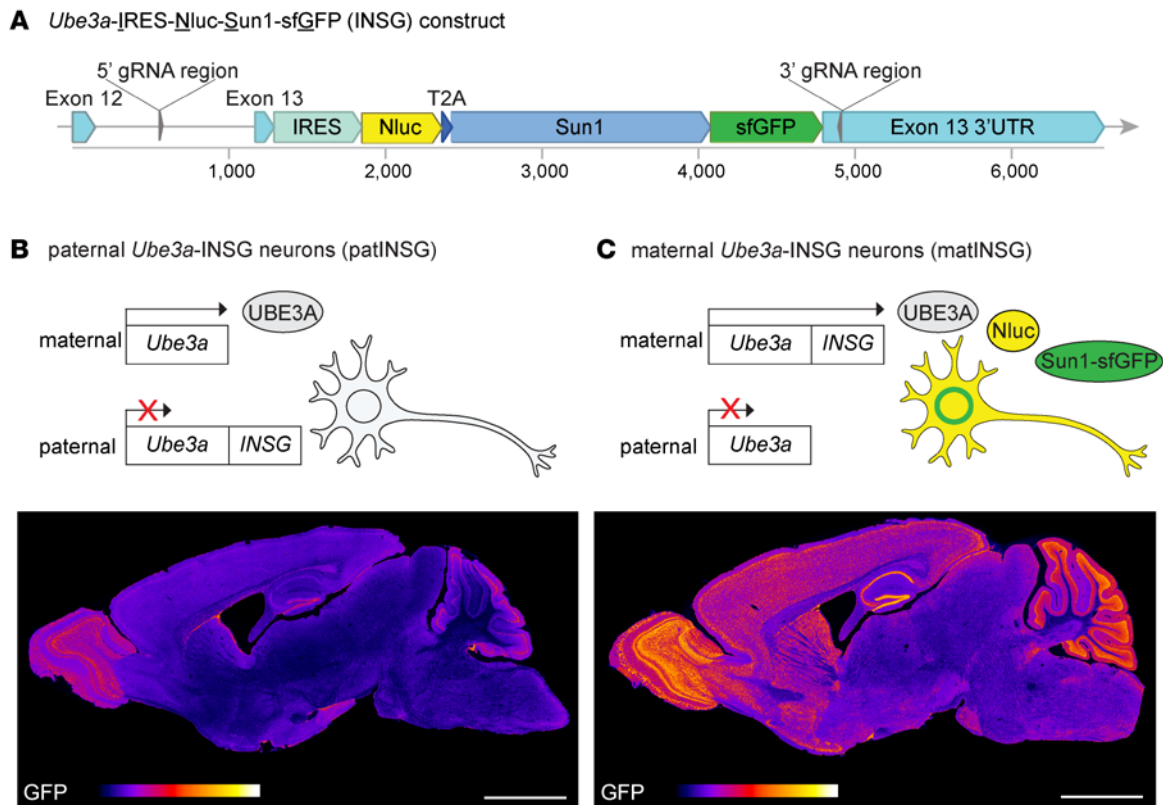 A Ube3a-IRES-Nluc-Sun1-sfGFP (INSG) construct
5' gRNA region
3' gRNA region
Exon 12
Exon 13
T2A
IRES
Nluc
Sun1
sfGFP
Exon 13 3'UTR
1,000 2,000 3,000 4,000 5,000 6,000
B paternal Ube3a-INSG neurons (patINSG)
maternal
Ube3a
UBE3A
paternal
Ube3a INSG
GFP
C maternal Ube3a-INSG neurons (matINSG)
maternal
Ube3a INSG
UBE3A
Nluc
Sun1-sfGFP
paternal
Ube3a
GFP